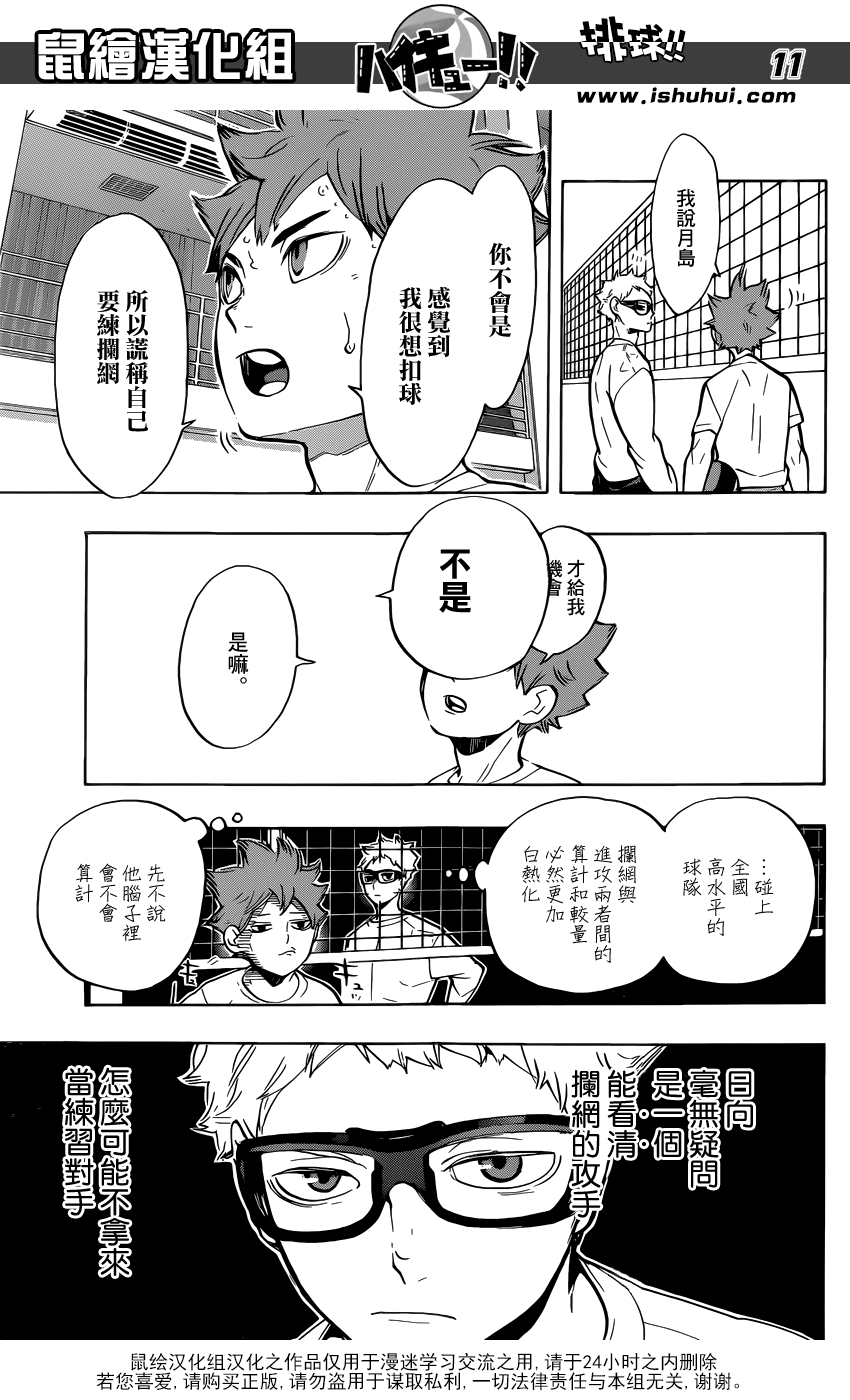 鼠繪漢化組
ハイキュー!!
排球!!
11
www.ishuhui.com
我說月島
你不會是
感覺到
我很想扣球
所以謊稱自己
要練攔網
才給我
機會
不是
是嘛。
…碰上
全國
高水平的
球隊
攔網與
進攻兩者間的
算計和較量
必然更加
白熱化
先不說
他腦子裡
會不會
算計
日向
毫無疑問
是一個
能看清
攔網的攻手
怎麼可能不拿來
當練習對手
鼠绘汉化组汉化之作品仅用于漫迷学习交流之用,请于24小时之内删除
若您喜爱,请购买正版,请勿盗用于谋取私利,一切法律责任与本组无关,谢谢。